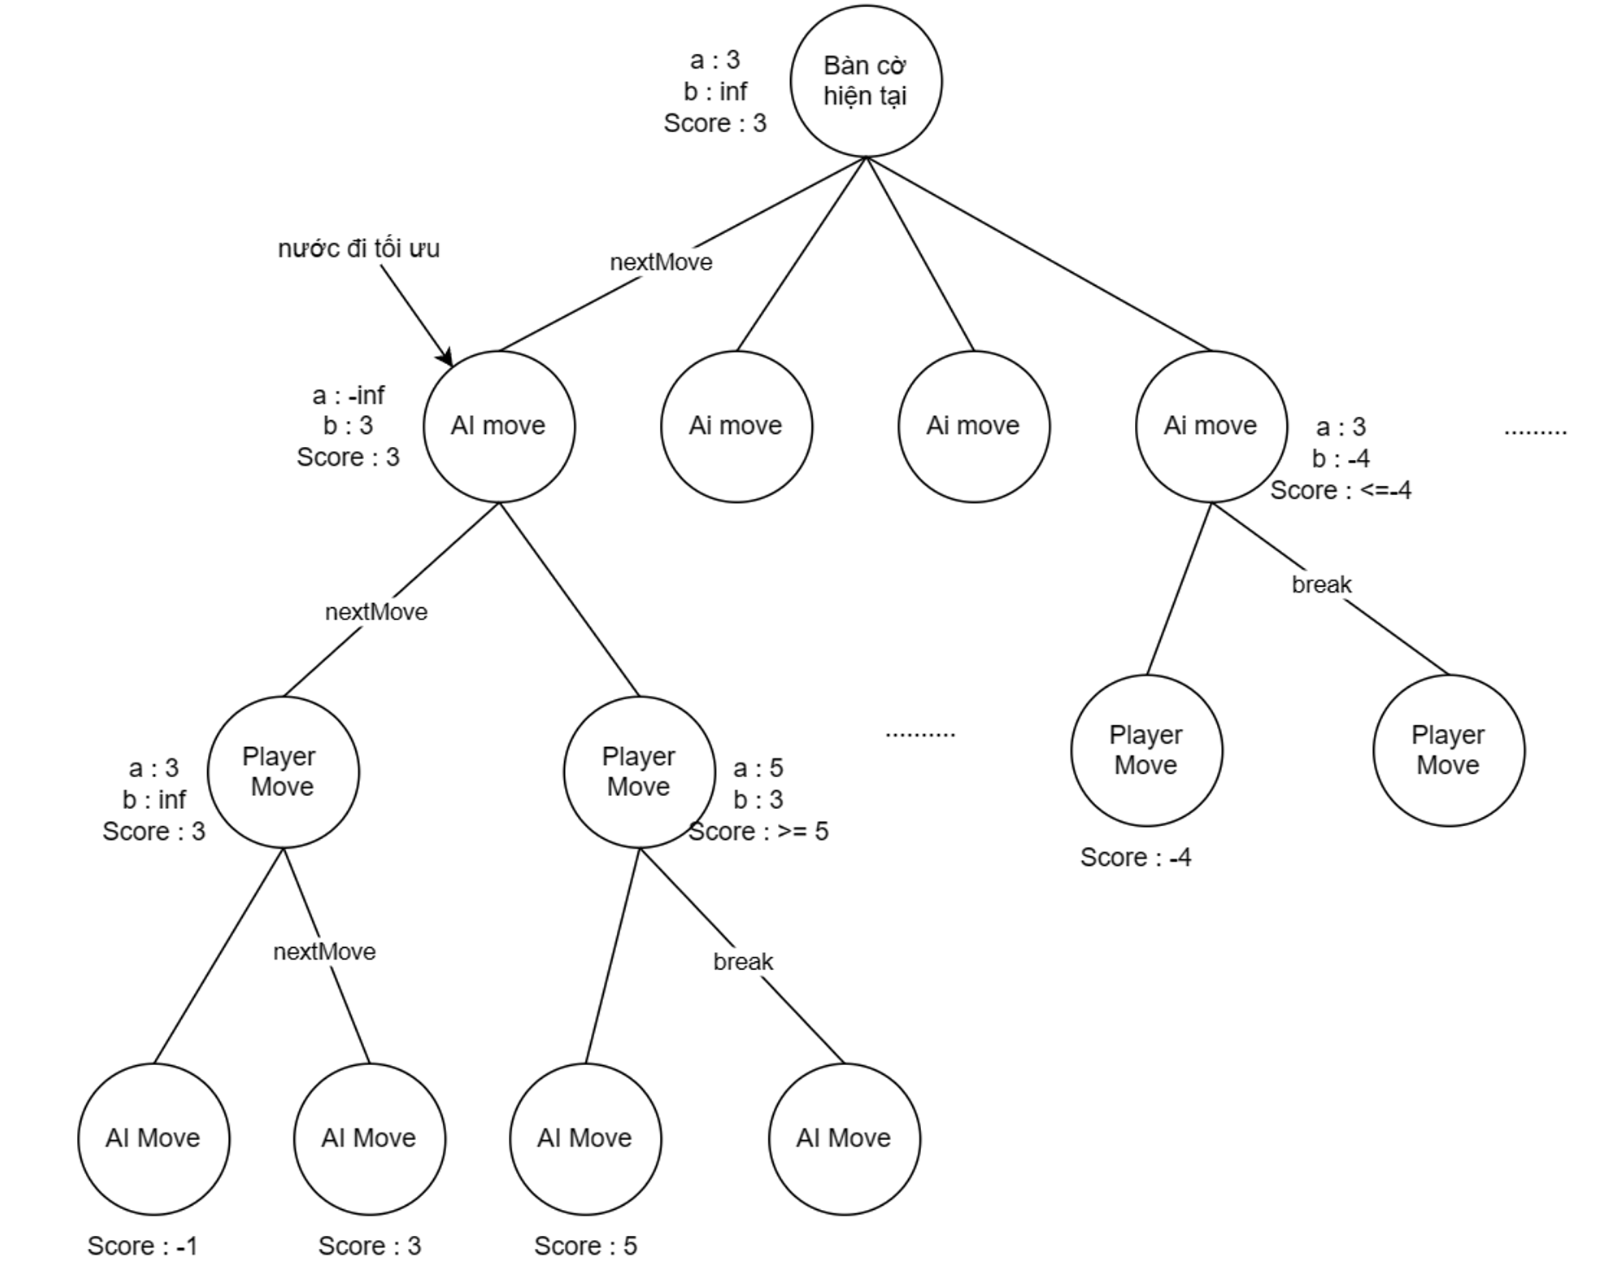 a : 3
b : inf
Score : 3
Bàn cờ
hiện tại
nước đi tối ưu
nextMove
a : -inf
b : 3
Score : 3
AI move
Ai move
Ai move
Ai move
a : 3
b : -4
Score : <=-4
.........
nextMove
break
a : 3
b : inf
Score : 3
Player
Move
Player
Move
a : 5
b : 3
Score : >= 5
..........
Player
Move
Score : -4
Player
Move
nextMove
break
AI Move
AI Move
AI Move
AI Move
Score : -1
Score : 3
Score : 5